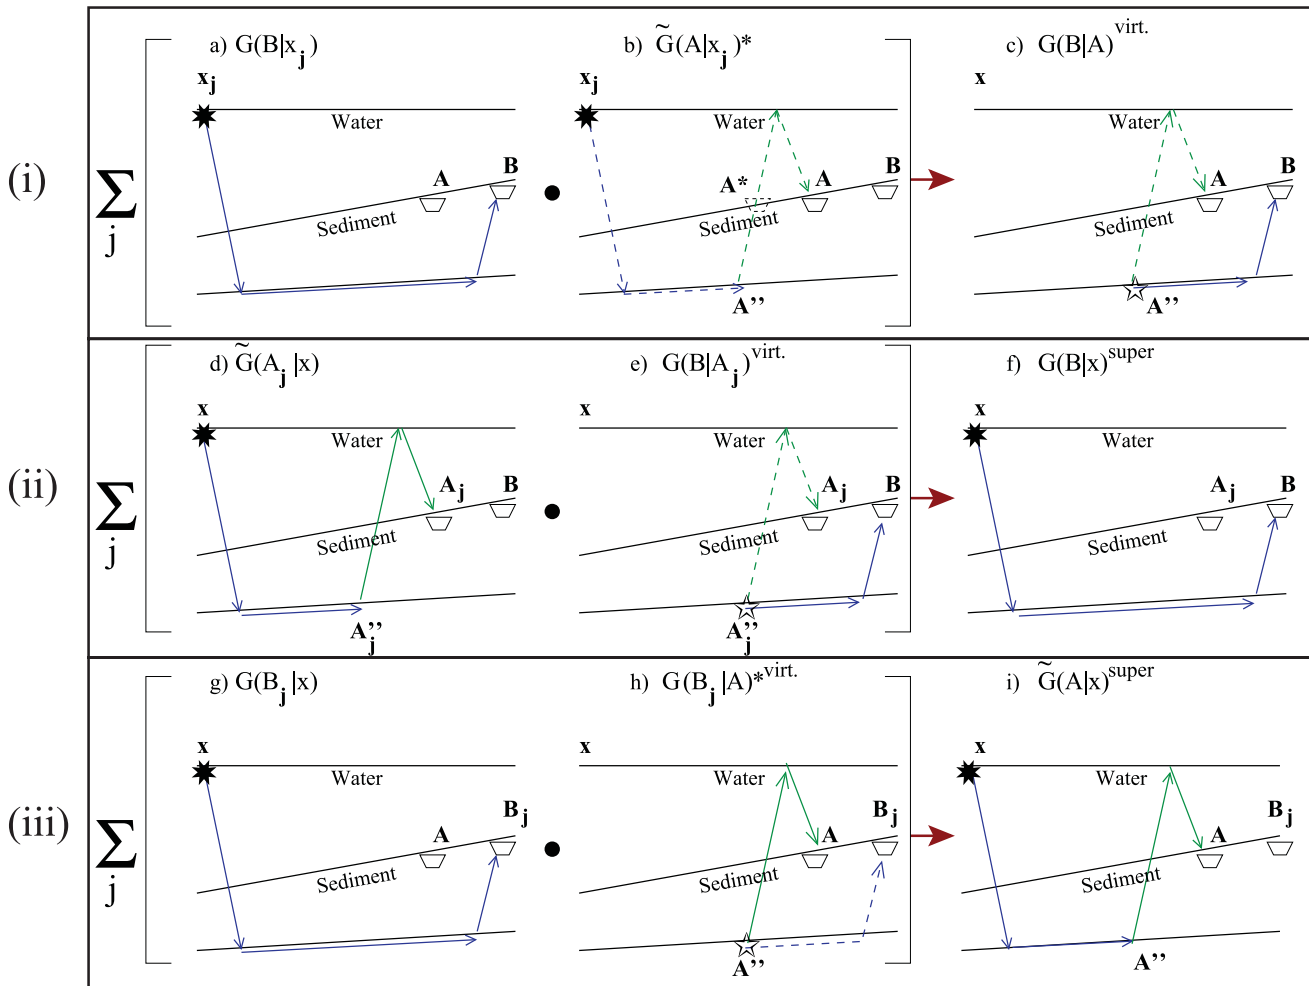 (i)
∑
j
a) G(B|x_j)
x_j
Water
A
B
Sediment
•
b) G̃(A|x_j)*
x_j
Water
A*
A
B
Sediment
A’’
c) G(B|A)^virt.
x
Water
A
B
Sediment
A’’
(ii)
∑
j
d) G̃(A_j|x)
x
Water
A_j
B
Sediment
A_j’’
•
e) G(B|A_j)^virt.
x
Water
A_j
B
Sediment
A_j’’
f) G(B|x)^super
x
Water
A_j
B
Sediment
(iii)
∑
j
g) G(B_j|x)
x
Water
A
B_j
Sediment
•
h) G(B_j|A)*^virt.
x
Water
A
B_j
Sediment
A’’
i) G̃(A|x)^super
x
Water
A
B_j
Sediment
A’’